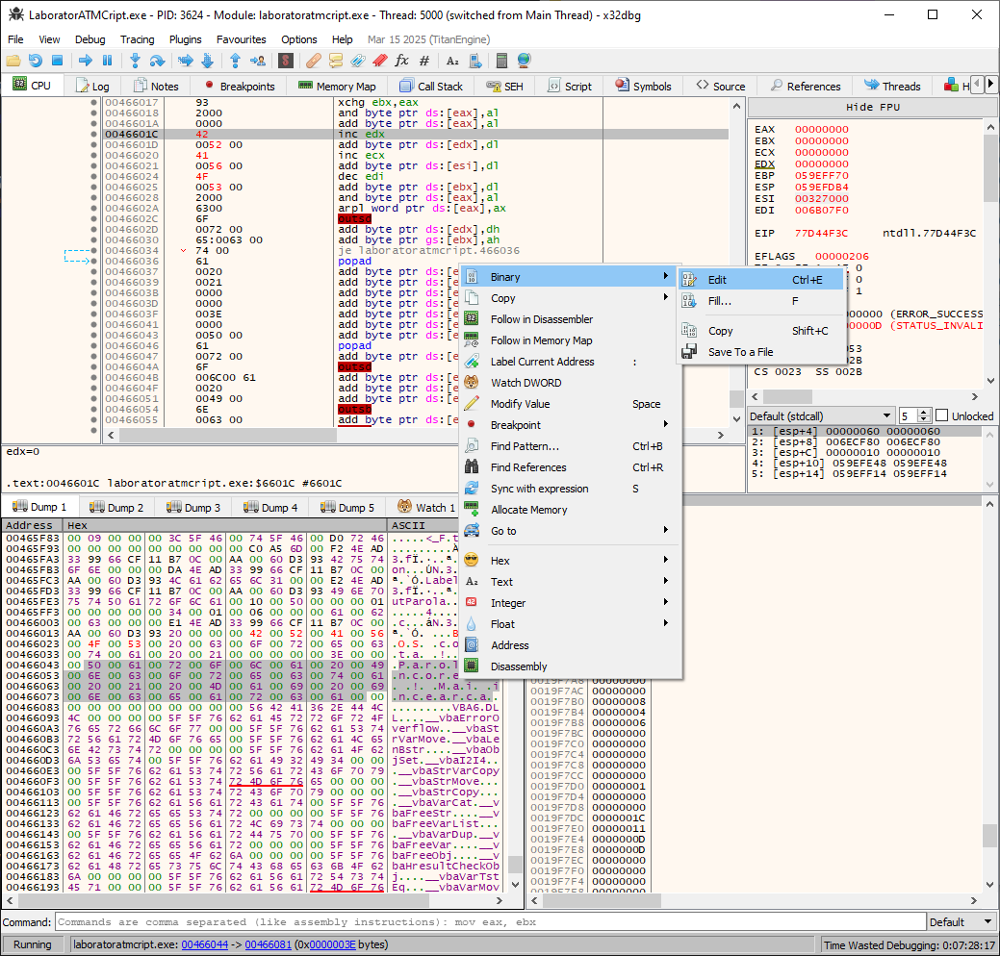 LaboratorATMCript.exe - PID: 3624 - Module: laboratoratmcript.exe - Thread: 5000 (switched from Main Thread) - x32dbg
File View Debug Tracing Plugins Favourites Options Help Mar 15 2025 (TitanEngine)
CPU Log Notes Breakpoints Memory Map Call Stack SEH Script Symbols Source References Threads H
00466017 93 xchg ebx,eax
00466018 2000 and byte ptr ds:[eax],al
0046601A 0000 add byte ptr ds:[eax],al
0046601C 42 inc edx
0046601D 0052 00 add byte ptr ds:[edx],dl
00466020 41 inc ecx
00466021 0056 00 add byte ptr ds:[esi],dl
00466024 4F dec edi
00466025 0053 00 add byte ptr ds:[ebx],dl
00466028 2000 and byte ptr ds:[eax],al
0046602A 6300 arpl word ptr ds:[eax],ax
0046602C 6F outsd
0046602D 0072 00 add byte ptr ds:[edx],dh
00466030 65:0063 00 add byte ptr gs:[ebx],ah
00466034 74 00 je laboratoratmcript.466036
00466036 61 popad
00466037 0020 add byte ptr ds:[e
00466039 0021 add byte ptr ds:[e
0046603B 0000 add byte ptr ds:[e
0046603D 0000 add byte ptr ds:[e
0046603F 003E add byte ptr ds:[e
00466041 0000 add byte ptr ds:[e
00466043 0050 00 add byte ptr ds:[e
00466046 61 popad
00466047 0072 00 add byte ptr ds:[e
0046604A 6F outsd
0046604B 006C00 61 add byte ptr ds:[e
0046604F 0020 add byte ptr ds:[e
00466051 0049 00 add byte ptr ds:[e
00466054 6E outsb
00466055 0063 00 add byte ptr ds:[e
Hide FPU
EAX 00000000
EBX 00000000
ECX 00000000
EDX 00000000
EBP 059EFF70
ESP 059EFDB4
ESI 00327000
EDI 006B07F0
EIP 77D44F3C ntdll.77D44F3C
EFLAGS 00000206
00000 (ERROR_SUCCESS
0000D (STATUS_INVALI
CS 0023 SS 002B
Default (stdcall) 5 Unlocked
1: [esp+4] 00000060 00000060
2: [esp+8] 006ECF80 006ECF80
3: [esp+C] 00000010 00000010
4: [esp+10] 059EFE48 059EFE48
5: [esp+14] 059EFF14 059EFF14
Binary
Copy
Follow in Disassembler
Follow in Memory Map
Label Current Address :
Watch DWORD
Modify Value Space
Breakpoint
Find Pattern... Ctrl+B
Find References Ctrl+R
Sync with expression S
Allocate Memory
Go to
Hex
Text
Integer
Float
Address
Disassembly
Edit Ctrl+E
Fill... F
Copy Shift+C
Save To a File
edx=0
.text:0046601C laboratoratmcript.exe:$6601C #6601C
Dump 1 Dump 2 Dump 3 Dump 4 Dump 5 Watch 1
Address Hex ASCII
00465F83 00 09 00 00 00 3C 5F 46 00 74 5F 46 00 D0 72 46
00465F93 00 00 00 00 00 C0 A5 6D 00 F2 4E AD
00465FA3 33 99 66 CF 11 B7 0C 00 AA 00 60 D3 93 42 75 74
00465FB3 6F 6E 00 00 00 DA 4E AD 33 99 66 CF 11 B7 0C 00
00465FC3 AA 00 60 D3 93 4C 61 62 65 6C 31 00 00 E2 4E AD
00465FD3 33 99 66 CF 11 B7 0C 00 AA 00 60 D3 93 49 6E 70
00465FE3 75 74 50 61 72 6F 6C 61 00 10 00 50 00 00 00 01
00465FF3 00 00 00 00 00 34 00 01 00 06 00 00 00 61 00 62
00466003 63 00 00 00 00 E1 4E AD 33 99 66 CF 11 B7 0C 00
00466013 AA 00 60 D3 93 20 00 00 00 42 00 52 00 41 00 56
00466023 00 4F 00 53 00 20 00 63 00 6F 00 72 00 65 00 63
00466033 00 74 00 61 00 20 00 21 00 00 00 00 00 3E 00 00
00466043 00 50 00 61 00 72 00 6F 00 6C 00 61 00 20 00 49
00466053 00 6E 00 63 00 6F 00 72 00 65 00 63 00 74 00 61
00466063 00 20 00 21 00 20 00 4D 00 61 00 69 00 20 00 69
00466073 00 6E 00 63 00 65 00 61 00 72 00 63 00 61 00 00
00466083 00 00 00 00 00 00 00 00 00 56 42 41 36 2E 44 4C .........VBA6.DL
00466093 4C 00 00 00 00 5F 5F 76 62 61 45 72 72 6F 72 4F L....__vbaErrorO
004660A3 76 65 72 66 6C 6F 77 00 00 00 5F 5F 76 62 61 53 74 verflow...__vbaSt
004660B3 72 56 61 72 4D 6F 76 65 00 00 5F 5F 76 62 61 4C 65 rVarMove..__vbaLe
004660C3 6E 42 73 74 72 00 00 00 00 5F 5F 76 62 61 4F 62 nBstr....__vbaOb
004660D3 6A 53 65 74 00 00 00 5F 5F 76 62 61 49 32 49 34 00 00 00 jSet...__vbaI2I4...
004660E3 00 5F 5F 76 62 61 53 74 72 56 61 72 43 6F 70 79 .__vbaStrVarCopy
004660F3 00 00 00 00 5F 5F 76 62 61 53 74 72 4D 6F 76 65 00 00 00 ....__vbaStrMove...
00466103 00 5F 5F 76 62 61 53 74 72 43 6F 70 79 00 00 00 .__vbaStrCopy...
00466113 00 5F 5F 76 62 61 56 61 72 43 61 74 00 5F 5F 76 .__vbaVarCat.__v
00466123 62 61 46 72 65 65 53 74 72 00 00 00 00 5F 5F 76 baFreeStr....__v
00466133 62 61 46 72 65 65 56 61 72 4C 69 73 74 00 00 00 baFreeVarList...
00466143 00 5F 5F 76 62 61 56 61 72 44 75 70 00 5F 5F 76 .__vbaVarDup.__v
00466153 62 61 46 72 65 65 56 61 72 00 00 00 00 5F 5F 76 baFreeVar....__v
00466163 62 61 46 72 65 65 4F 62 6A 00 00 00 00 5F 5F 76 baFreeObj....__v
00466173 62 61 48 72 65 73 75 6C 74 43 68 65 63 6B 4F 62 baHresultCheckOb
00466183 6A 00 00 00 00 5F 5F 76 62 61 56 61 72 54 73 74 j....__vbaVarTst
00466193 45 71 00 00 00 5F 5F 76 62 61 56 61 72 4D 6F 76 Eq...__vbaVarMov
0019F7A8 00000000
0019F7AC 00000000
0019F7B0 00000008
0019F7B4 00000004
0019F7B8 00000006
0019F7BC 00000000
0019F7C0 00000000
0019F7C4 00000000
0019F7C8 00000000
0019F7CC 00000000
0019F7D0 00000001
0019F7D4 00000000
0019F7D8 00000000
0019F7DC 0000001C
0019F7E0 00000011
0019F7E4 0000000D
0019F7E8 0000000D
0019F7EC 00000000
0019F7F0 00000000
0019F7F4 00000000
Command: Commands are comma separated (like assembly instructions): mov eax, ebx Default
Running laboratoratmcript.exe: 00466044 -> 00466081 (0x0000003E bytes) Time Wasted Debugging: 0:07:28:17